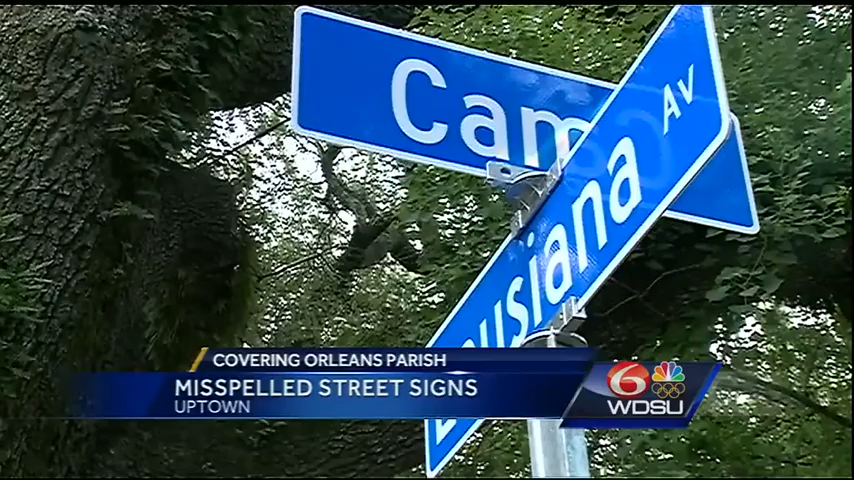 Cam
usiana Av
COVERING ORLEANS PARISH
MISSPELLED STREET SIGNS
UPTOWN
6
WDSU